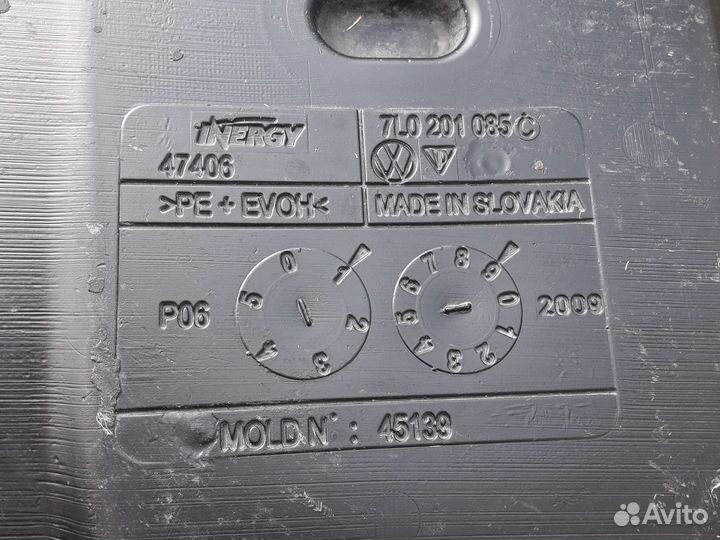 INERGY
7L0 201 085 C
47406
VW
>PE + EVOH<
MADE IN SLOVAKIA
P06
0 1 2 3 4 5
0 1 2 3 4 5 6 7 8 9
2009
MOLD N° : 45139
Avito